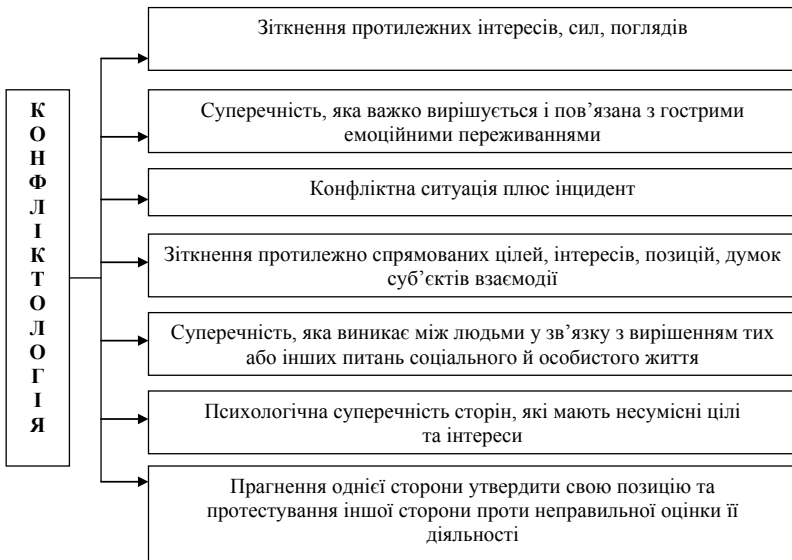 КОНФЛІКТОЛОГІЯ
Зіткнення протилежних інтересів, сил, поглядів
Суперечність, яка важко вирішується і пов’язана з гострими
емоційними переживаннями
Конфліктна ситуація плюс інцидент
Зіткнення протилежно спрямованих цілей, інтересів, позицій, думок
суб’єктів взаємодії
Суперечність, яка виникає між людьми у зв’язку з вирішенням тих
або інших питань соціального й особистого життя
Психологічна суперечність сторін, які мають несумісні цілі
та інтереси
Прагнення однієї сторони утвердити свою позицію та
протестування іншої сторони проти неправильної оцінки її
діяльності